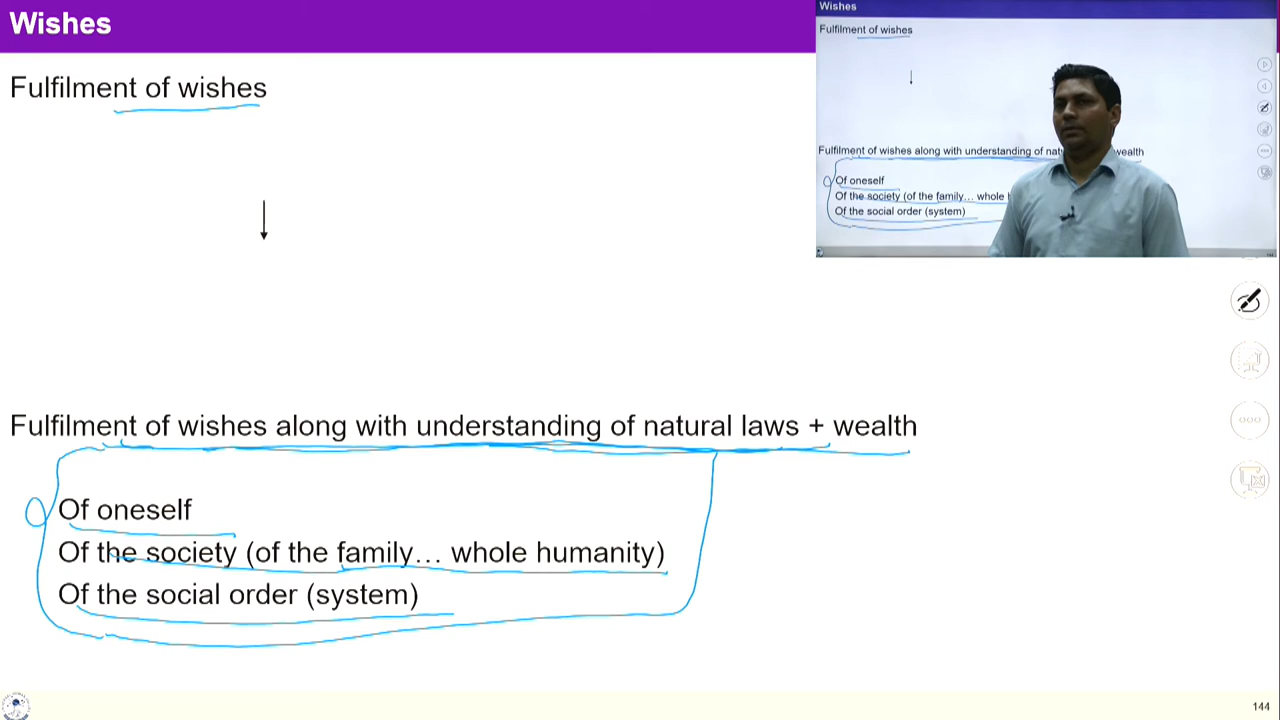 Wishes
Fulfilment of wishes
Fulfilment of wishes along with understanding of natural laws + wealth
Of oneself
Of the society (of the family... whole humanity)
Of the social order (system)
144
Wishes
Fulfilment of wishes
Fulfilment of wishes along with understanding of wealth
Of oneself
Of the society (of the family... whole
Of the social order (system)